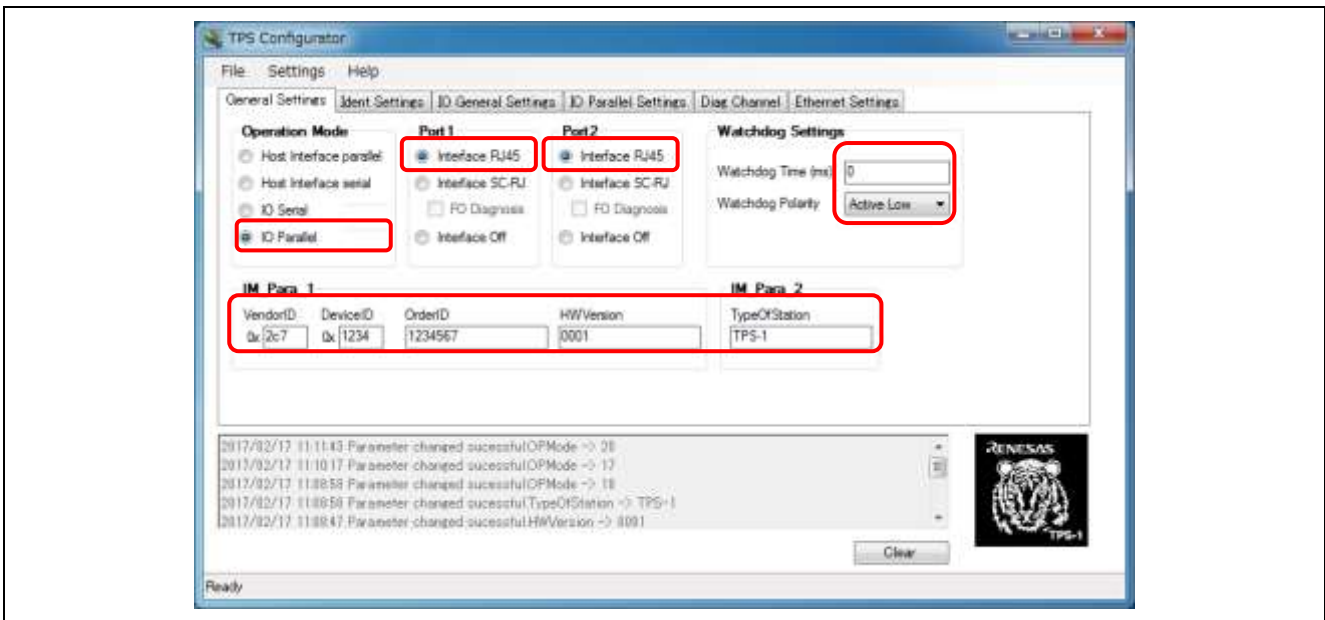 TPS Configurator
File Settings Help
General Settings Ident Settings IO General Settings IO Parallel Settings Diag Channel Ethernet Settings
Operation Mode Port1 Port2 Watchdog Settings
Host Interface parallel Interface RJ45 Interface RJ45
Watchdog Time (ms) 0
Host Interface serial Interface SC-RJ Interface SC-RJ
IO Serial FO Diagnosis FO Diagnosis Watchdog Polarity Active Low
IO Parallel Interface Off Interface Off
IM_Para_1 IM_Para_2
VendorID DeviceID OrderID HWVersion TypeOfStation
0x 2c7 0x 1234 1234567 0001 TPS-1
2017/02/17 11:11:43 Parameter changed sucessful:OPMode -> 20
2017/02/17 11:10:17 Parameter changed sucessful:OPMode -> 17
2017/02/17 11:08:58 Parameter changed sucessful:OPMode -> 18
2017/02/17 11:08:58 Parameter changed sucessful:TypeOfStation -> TPS-1
2017/02/17 11:08:47 Parameter changed sucessful:HWVersion -> 0001
RENESAS
TPS-1
Clear
Ready